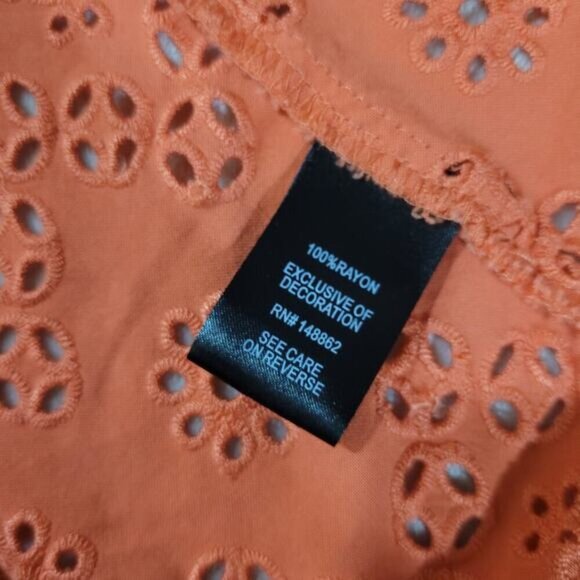 100%RAYON
EXCLUSIVE OF
DECORATION
RN# 148862
SEE CARE
ON REVERSE